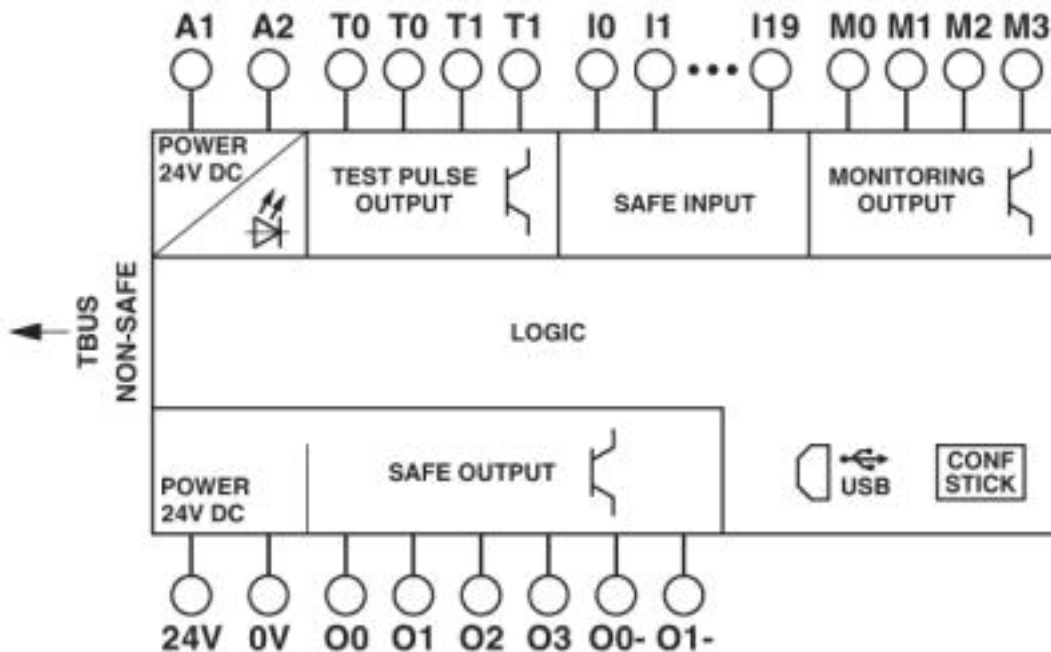 A1 A2 T0 T0 T1 T1 I0 I1 ••• I19 M0 M1 M2 M3
POWER
24V DC
TEST PULSE
OUTPUT
SAFE INPUT
MONITORING
OUTPUT
TBUS
NON-SAFE
LOGIC
POWER
24V DC
SAFE OUTPUT
USB
CONF
STICK
24V 0V O0 O1 O2 O3 O0- O1-